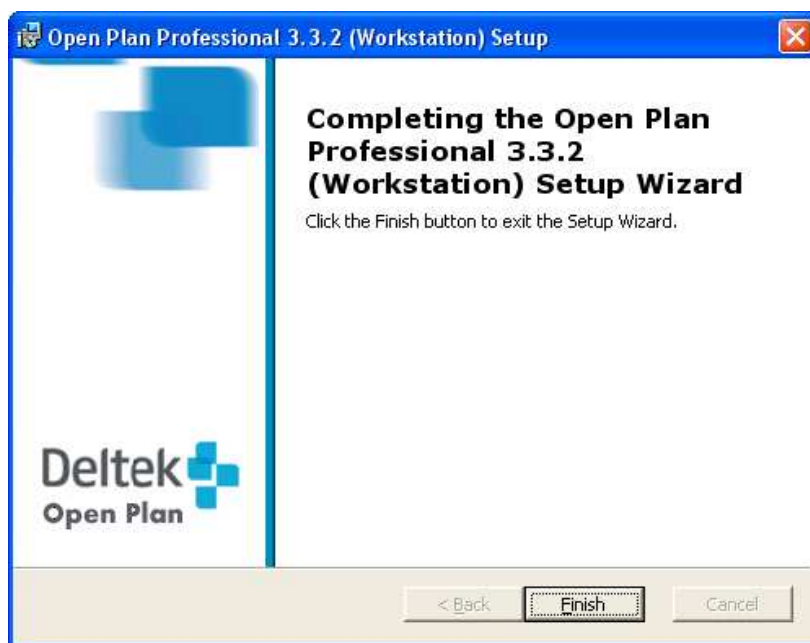 Open Plan Professional 3.3.2 (Workstation) Setup
Completing the Open Plan
Professional 3.3.2
(Workstation) Setup Wizard
Click the Finish button to exit the Setup Wizard.
Deltek
Open Plan
< Back
Finish
Cancel